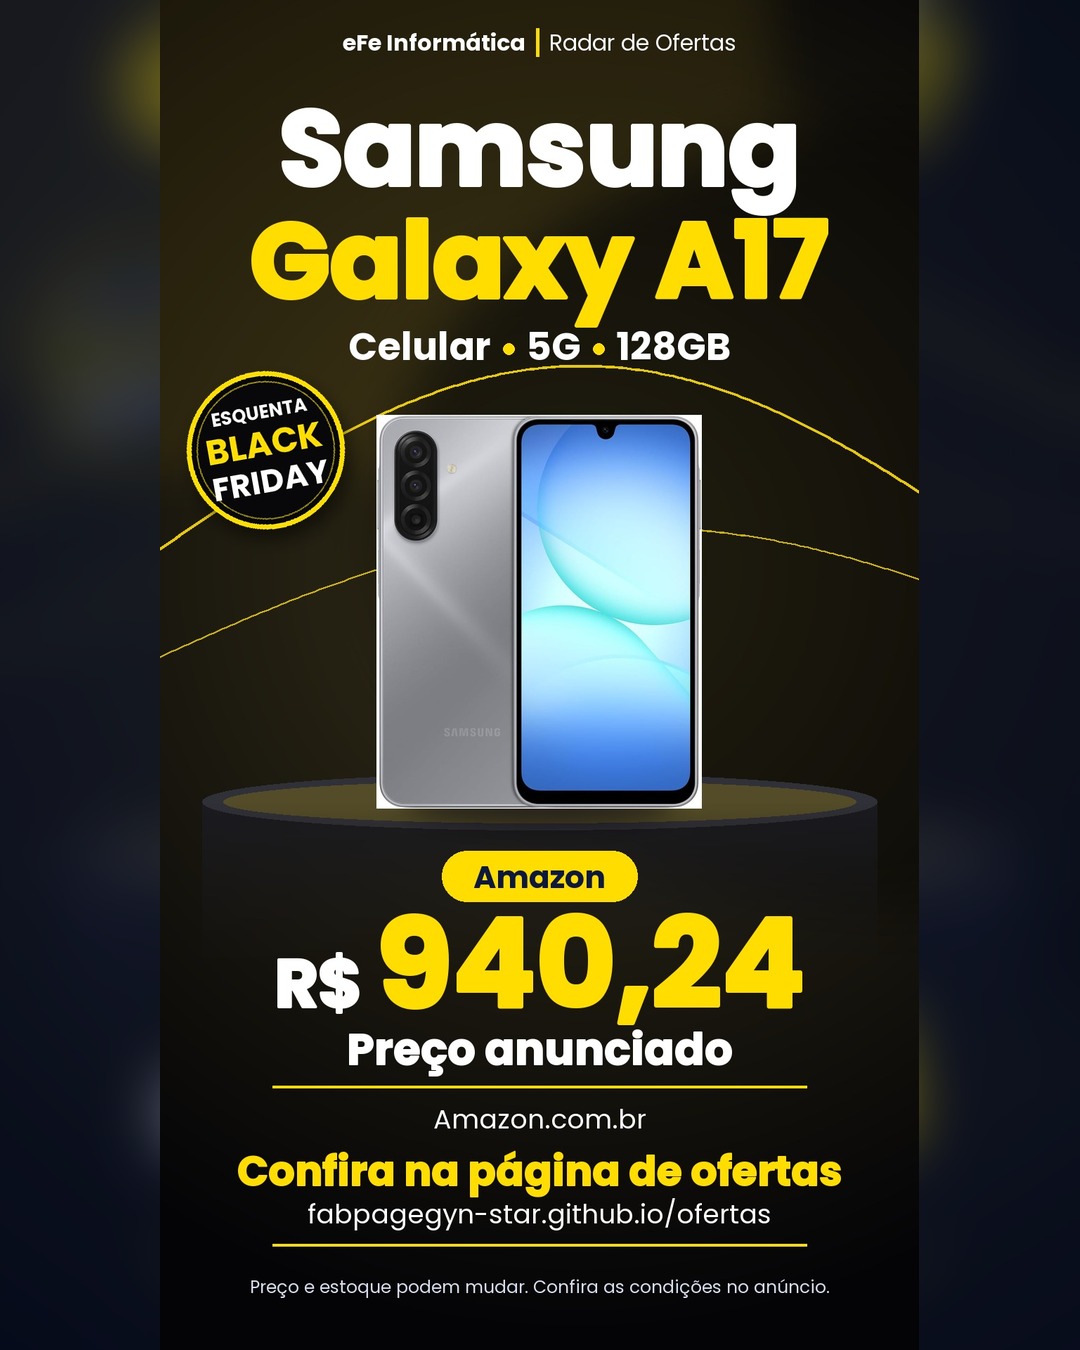 eFe Informática | Radar de Ofertas
Samsung
Galaxy A17
Celular • 5G • 128GB
ESQUENTA
BLACK
FRIDAY
SAMSUNG
Amazon
R$ 940,24
Preço anunciado
Amazon.com.br
Confira na página de ofertas
fabpagegyn-star.github.io/ofertas
Preço e estoque podem mudar. Confira as condições no anúncio.